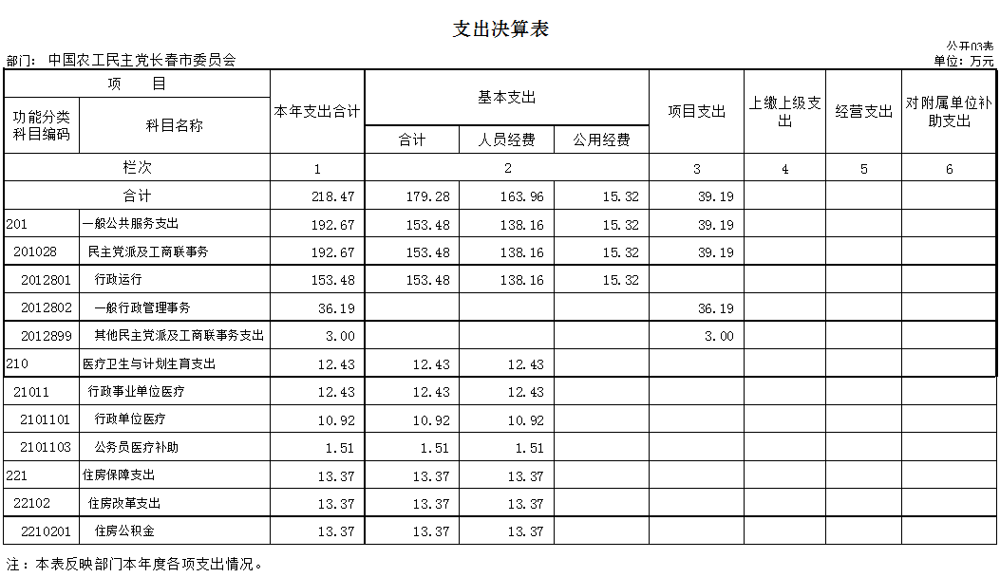 支出决算表
公开03表
部门： 中国农工民主党长春市委员会 单位：万元
项 目 本年支出合计 基本支出 项目支出 上缴上级支出 经营支出 对附属单位补助支出
功能分类科目编码 科目名称 合计 人员经费 公用经费
栏次 1 2 3 4 5 6
合计 218.47 179.28 163.96 15.32 39.19
201 一般公共服务支出 192.67 153.48 138.16 15.32 39.19
201028 民主党派及工商联事务 192.67 153.48 138.16 15.32 39.19
2012801 行政运行 153.48 153.48 138.16 15.32
2012802 一般行政管理事务 36.19 36.19
2012899 其他民主党派及工商联事务支出 3.00 3.00
210 医疗卫生与计划生育支出 12.43 12.43 12.43
21011 行政事业单位医疗 12.43 12.43 12.43
2101101 行政单位医疗 10.92 10.92 10.92
2101103 公务员医疗补助 1.51 1.51 1.51
221 住房保障支出 13.37 13.37 13.37
22102 住房改革支出 13.37 13.37 13.37
2210201 住房公积金 13.37 13.37 13.37
注：本表反映部门本年度各项支出情况。